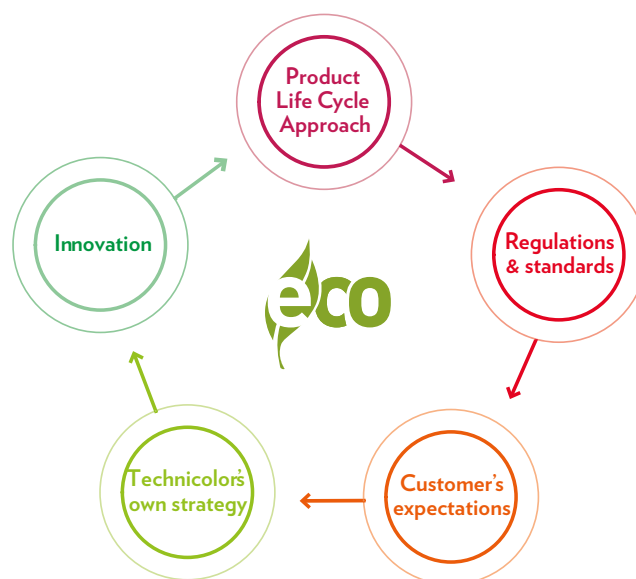 Product
Life Cycle
Approach
Regulations
& standards
Customer's
expectations
Technicolor's
own strategy
Innovation
eco